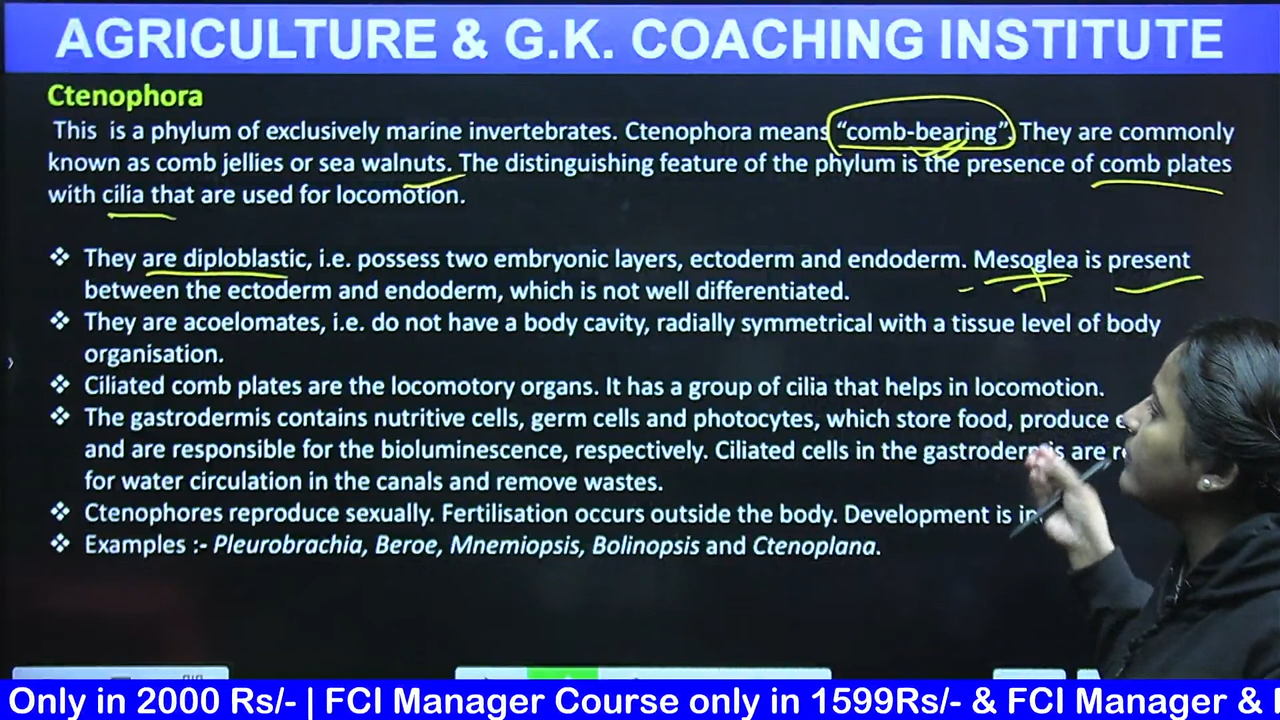 AGRICULTURE & G.K. COACHING INSTITUTE
Ctenophora
This is a phylum of exclusively marine invertebrates. Ctenophora means “comb-bearing”. They are commonly
known as comb jellies or sea walnuts. The distinguishing feature of the phylum is the presence of comb plates
with cilia that are used for locomotion.
❖ They are diploblastic, i.e. possess two embryonic layers, ectoderm and endoderm. Mesoglea is present
between the ectoderm and endoderm, which is not well differentiated.
❖ They are acoelomates, i.e. do not have a body cavity, radially symmetrical with a tissue level of body
organisation.
❖ Ciliated comb plates are the locomotory organs. It has a group of cilia that helps in locomotion.
❖ The gastrodermis contains nutritive cells, germ cells and photocytes, which store food, produce
and are responsible for the bioluminescence, respectively. Ciliated cells in the gastrodermis are
for water circulation in the canals and remove wastes.
❖ Ctenophores reproduce sexually. Fertilisation occurs outside the body. Development is
❖ Examples :- Pleurobrachia, Beroe, Mnemiopsis, Bolinopsis and Ctenoplana.
Only in 2000 Rs/- | FCI Manager Course only in 1599Rs/- & FCI Manager &